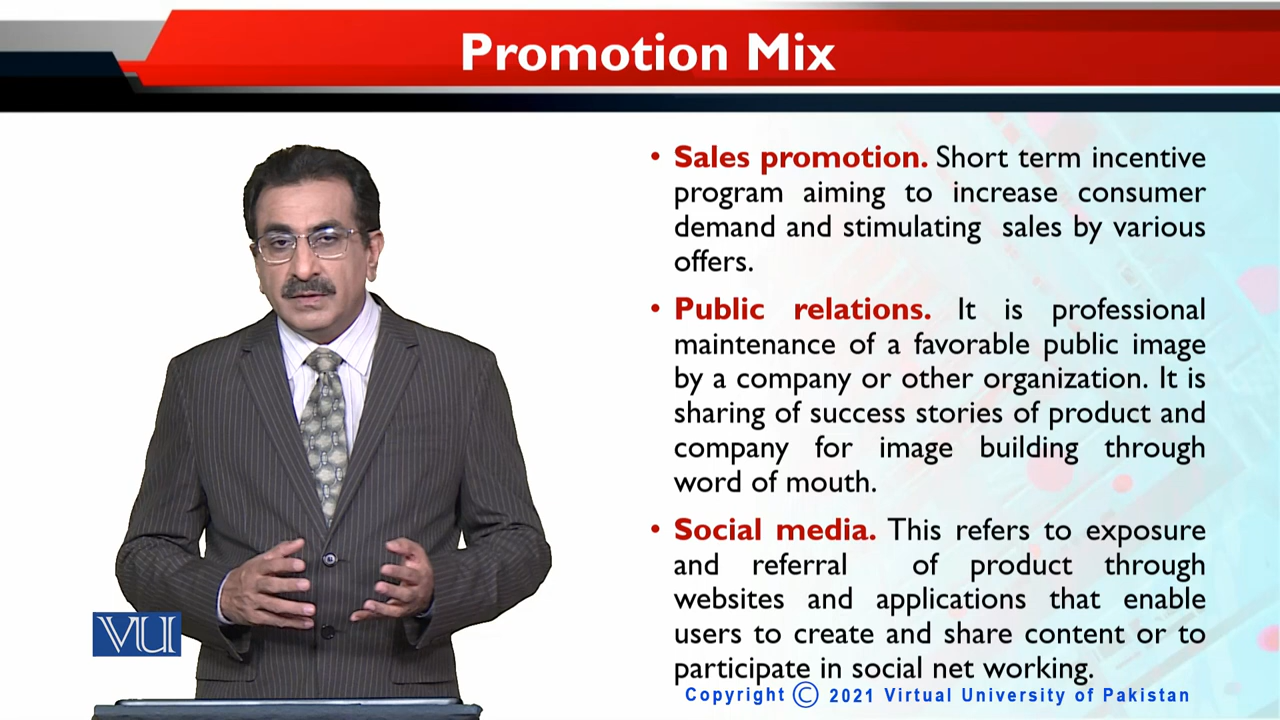 Promotion Mix
• Sales promotion. Short term incentive
program aiming to increase consumer
demand and stimulating sales by various
offers.
• Public relations. It is professional
maintenance of a favorable public image
by a company or other organization. It is
sharing of success stories of product and
company for image building through
word of mouth.
• Social media. This refers to exposure
and referral of product through
websites and applications that enable
users to create and share content or to
participate in social net working.
VU
Copyright © 2021 Virtual University of Pakistan